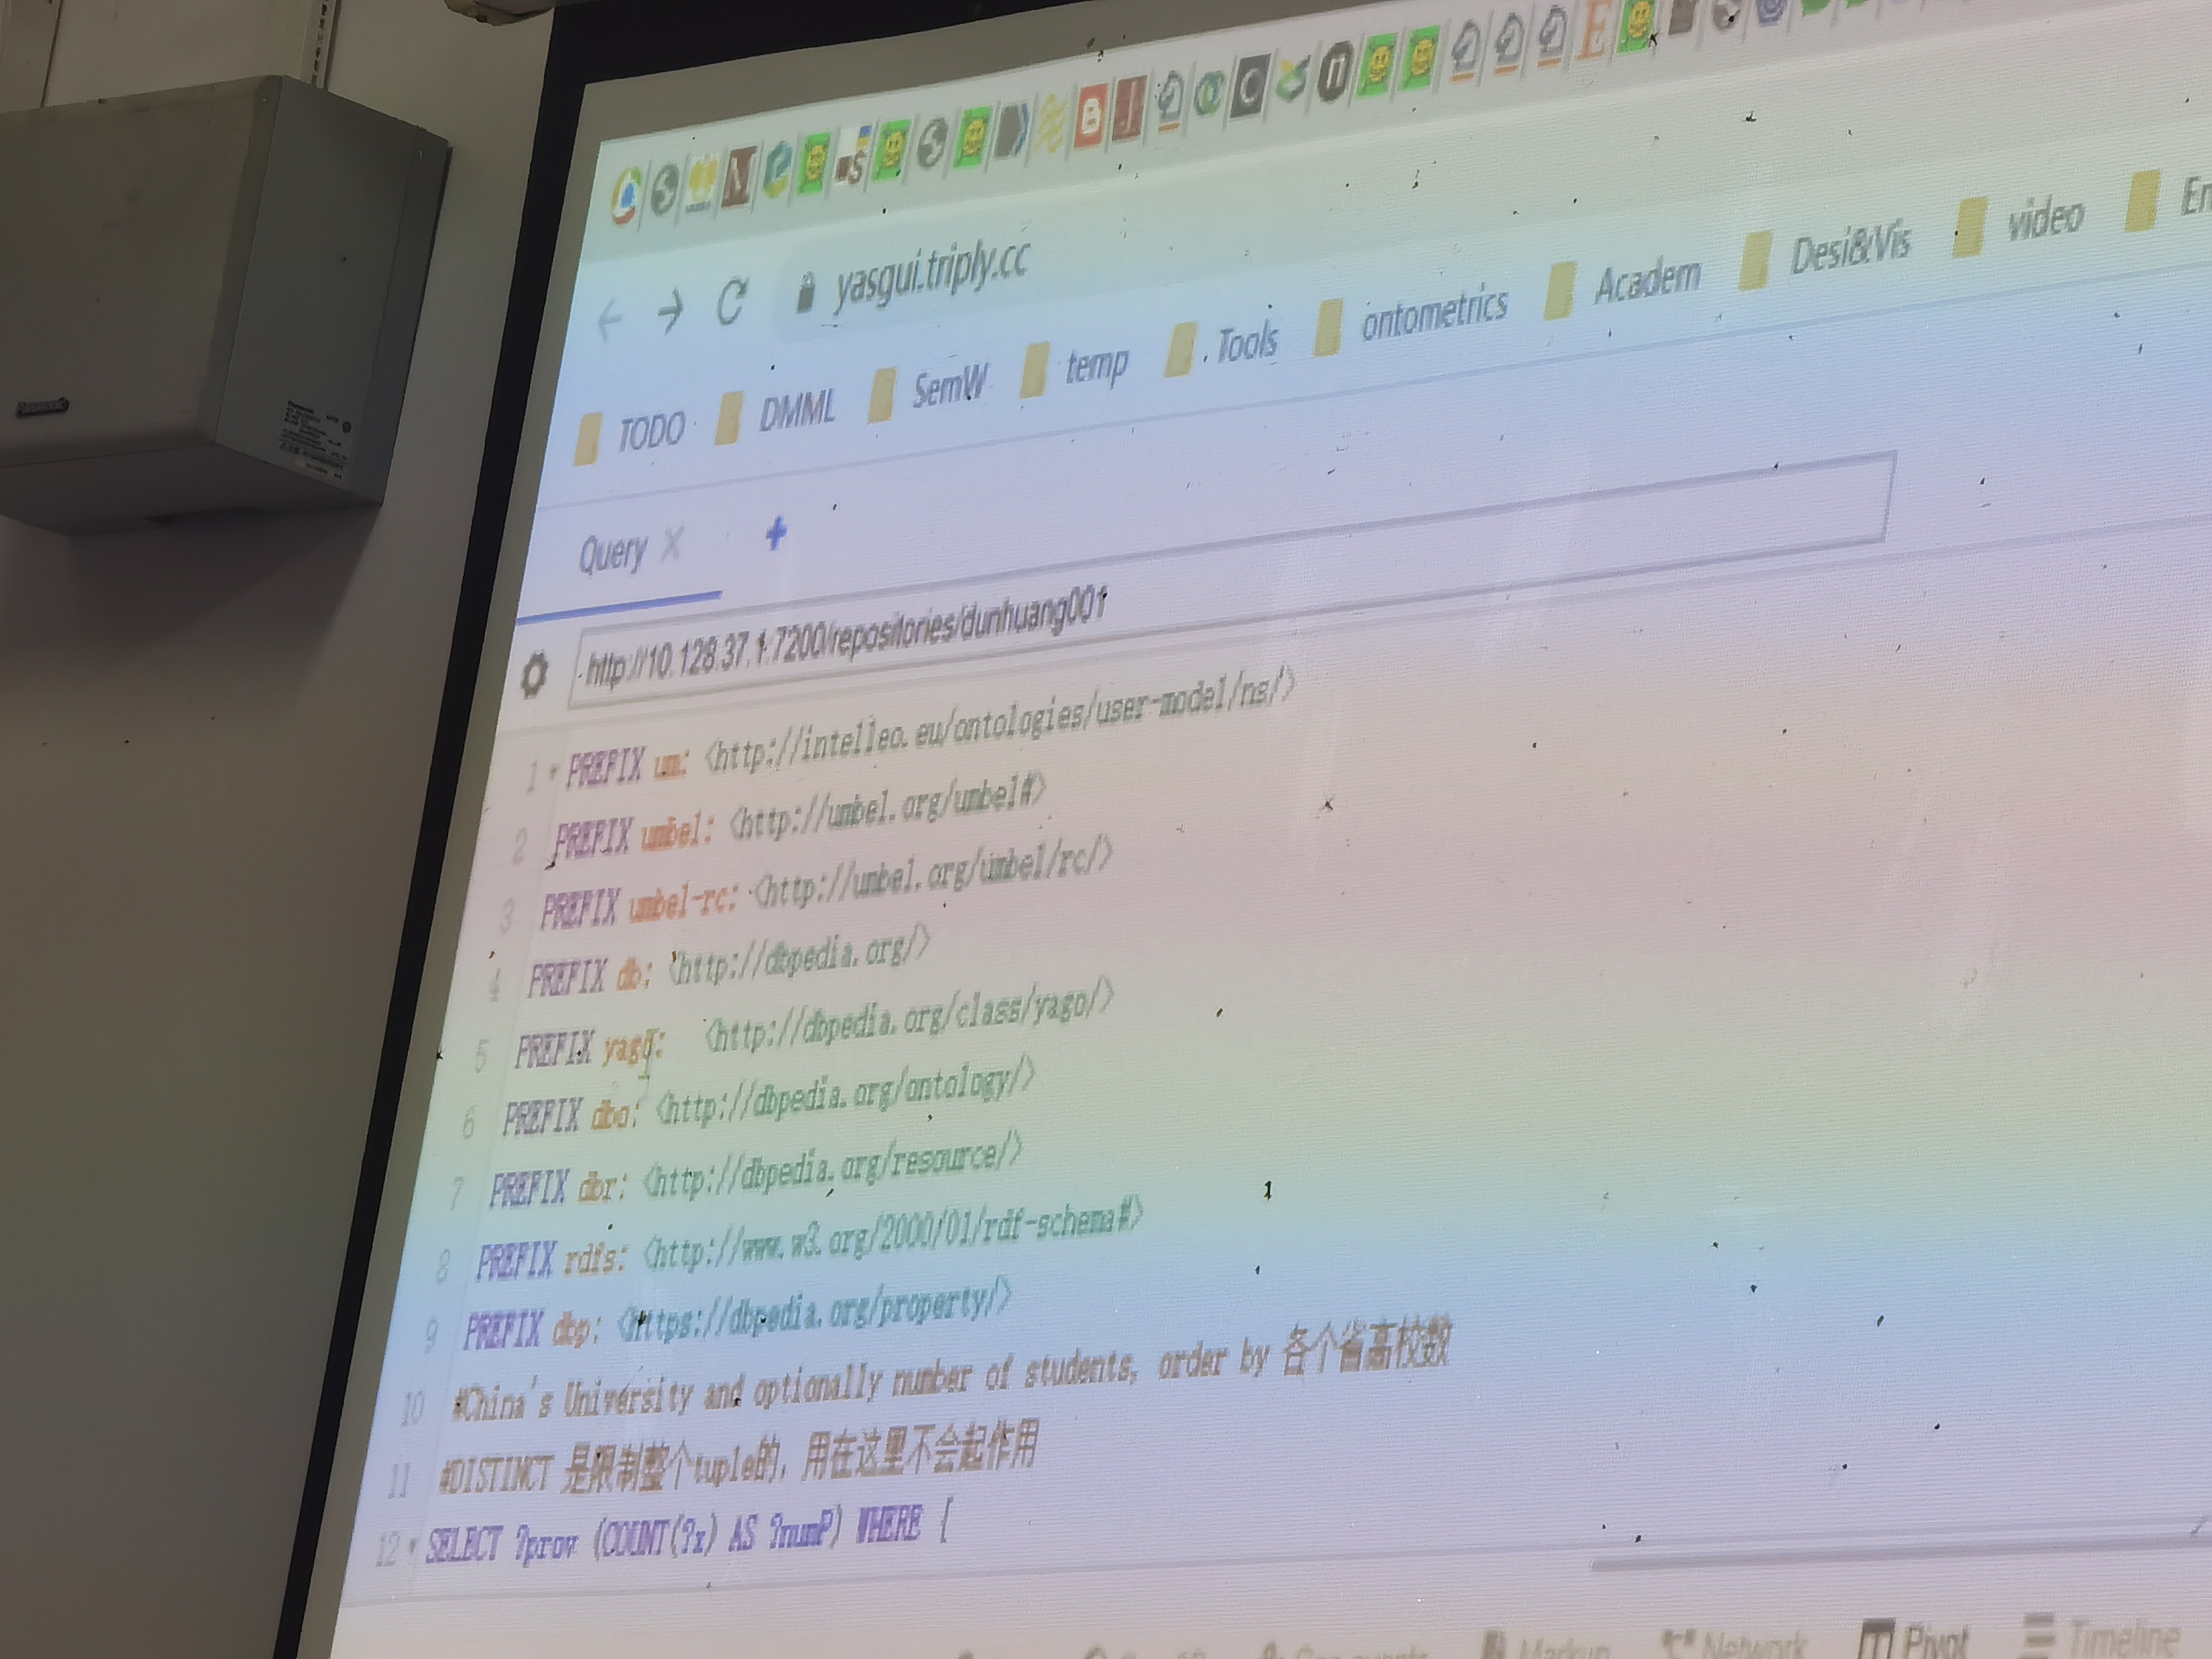 yasgui.triply.cc
TODO DMML SemW temp . Tools ontometrics Academ Desi&Vis video En
Query
http://10.128.37.1:7200/repositories/dunhuang001
1 PREFIX um: <http://intelleo.eu/ontologies/user-model/ns/>
2 PREFIX umbel: <http://umbel.org/umbel#>
3 PREFIX umbel-rc: <http://umbel.org/umbel/rc/>
4 PREFIX db: <http://dbpedia.org/>
5 PREFIX yago: <http://dbpedia.org/class/yago/>
6 PREFIX dbo: <http://dbpedia.org/ontology/>
7 PREFIX dbr: <http://dbpedia.org/resource/>
8 PREFIX rdfs: <http://www.w3.org/2000/01/rdf-schema#>
9 PREFIX dbp: <https://dbpedia.org/property/>
10 #China's University and optionally number of students, order by 各个省高校数
11 #DISTINCT 是限制整个tuple的, 用在这里不会起作用
12 SELECT ?prov (COUNT(?x) AS ?numP) WHERE {
Markup Network Pivot Timeline